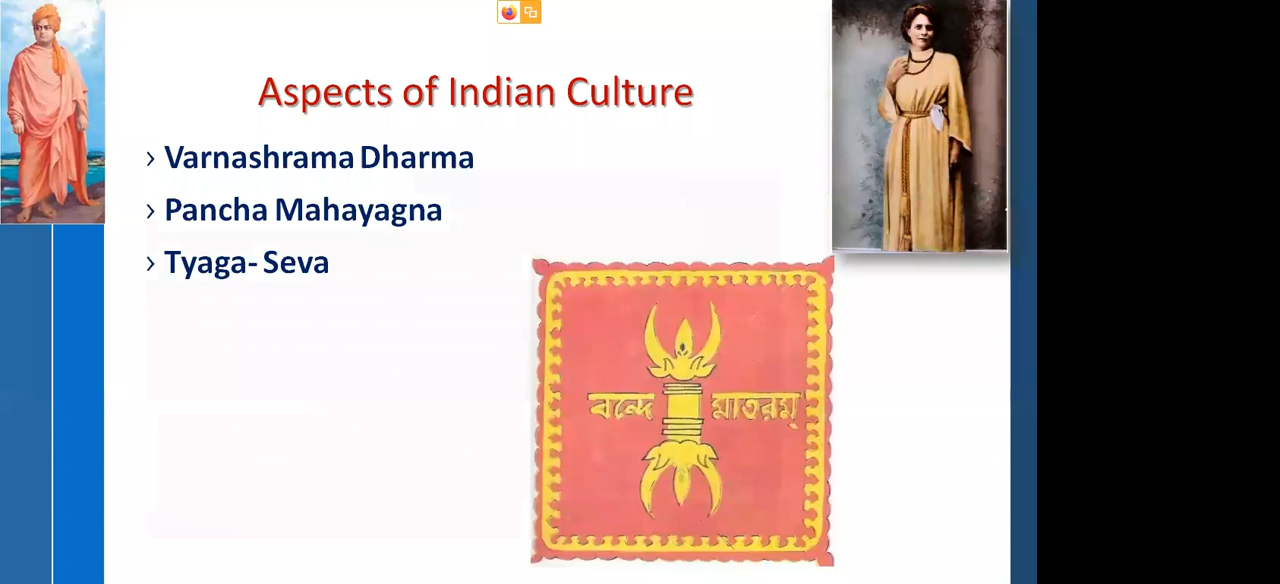 Aspects of Indian Culture
› Varnashrama Dharma
› Pancha Mahayagna
› Tyaga- Seva
বন্দে মাতরম্